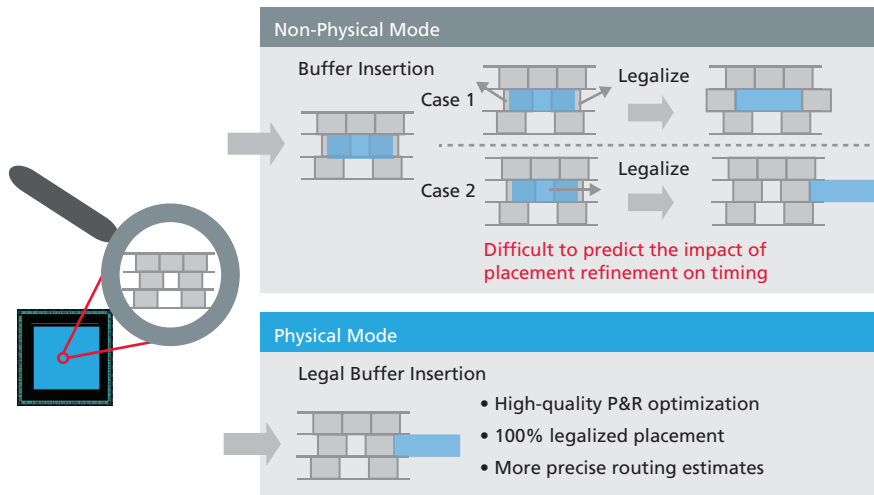 Non-Physical Mode
Buffer Insertion
Case 1
Legalize
Case 2
Legalize
Difficult to predict the impact of
placement refinement on timing
Physical Mode
Legal Buffer Insertion
• High-quality P&R optimization
• 100% legalized placement
• More precise routing estimates